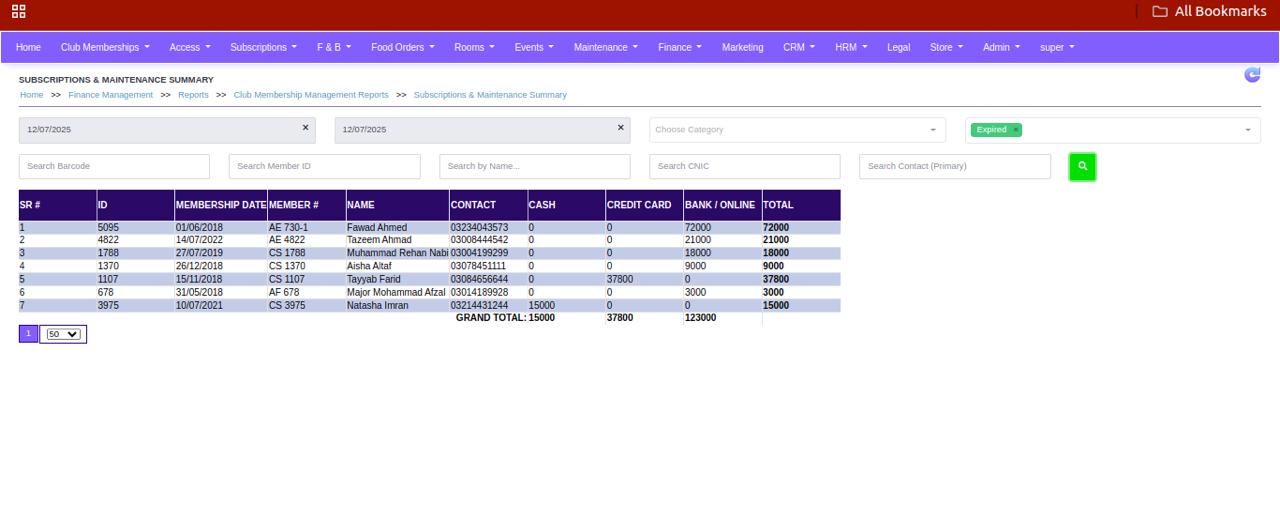 All Bookmarks
Home Club Memberships Access Subscriptions F & B Food Orders Rooms Events Maintenance Finance Marketing CRM HRM Legal Store Admin super
SUBSCRIPTIONS & MAINTENANCE SUMMARY
Home >> Finance Management >> Reports >> Club Membership Management Reports >> Subscriptions & Maintenance Summary
12/07/2025 × 12/07/2025 × Choose Category Expired ×
Search Barcode Search Member ID Search by Name... Search CNIC Search Contact (Primary)
SR # ID MEMBERSHIP DATE MEMBER # NAME CONTACT CASH CREDIT CARD BANK / ONLINE TOTAL
1 5095 01/06/2018 AE 730-1 Fawad Ahmed 03234043573 0 0 72000 72000
2 4822 14/07/2022 AE 4822 Tazeem Ahmad 03008444542 0 0 21000 21000
3 1788 27/07/2019 CS 1788 Muhammad Rehan Nabi 03004199299 0 0 18000 18000
4 1370 26/12/2018 CS 1370 Aisha Altaf 03078451111 0 0 9000 9000
5 1107 15/11/2018 CS 1107 Tayyab Farid 03084656644 0 37800 0 37800
6 678 31/05/2018 AF 678 Major Mohammad Afzal 03014189928 0 0 3000 3000
7 3975 10/07/2021 CS 3975 Natasha Imran 03214431244 15000 0 0 15000
GRAND TOTAL: 15000 37800 123000
1 50